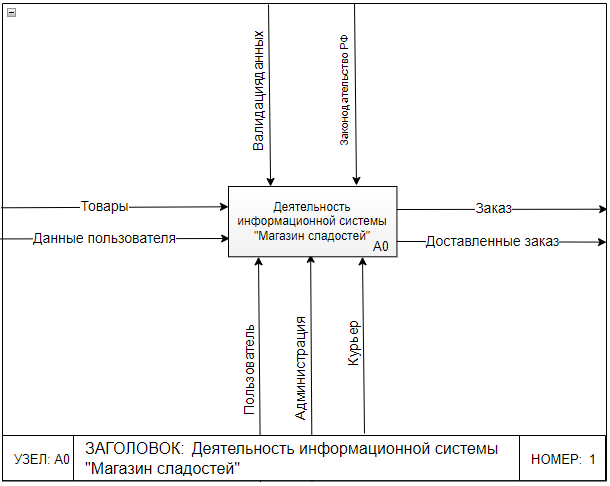 Валидацияданных
Законодательство РФ
Товары
Данные пользователя
Деятельность
информационной системы
"Магазин сладостей"
A0
Заказ
Доставленные заказ
Пользователь
Администрация
Курьер
УЗЕЛ: A0
ЗАГОЛОВОК: Деятельность информационной системы
"Магазин сладостей"
НОМЕР: 1